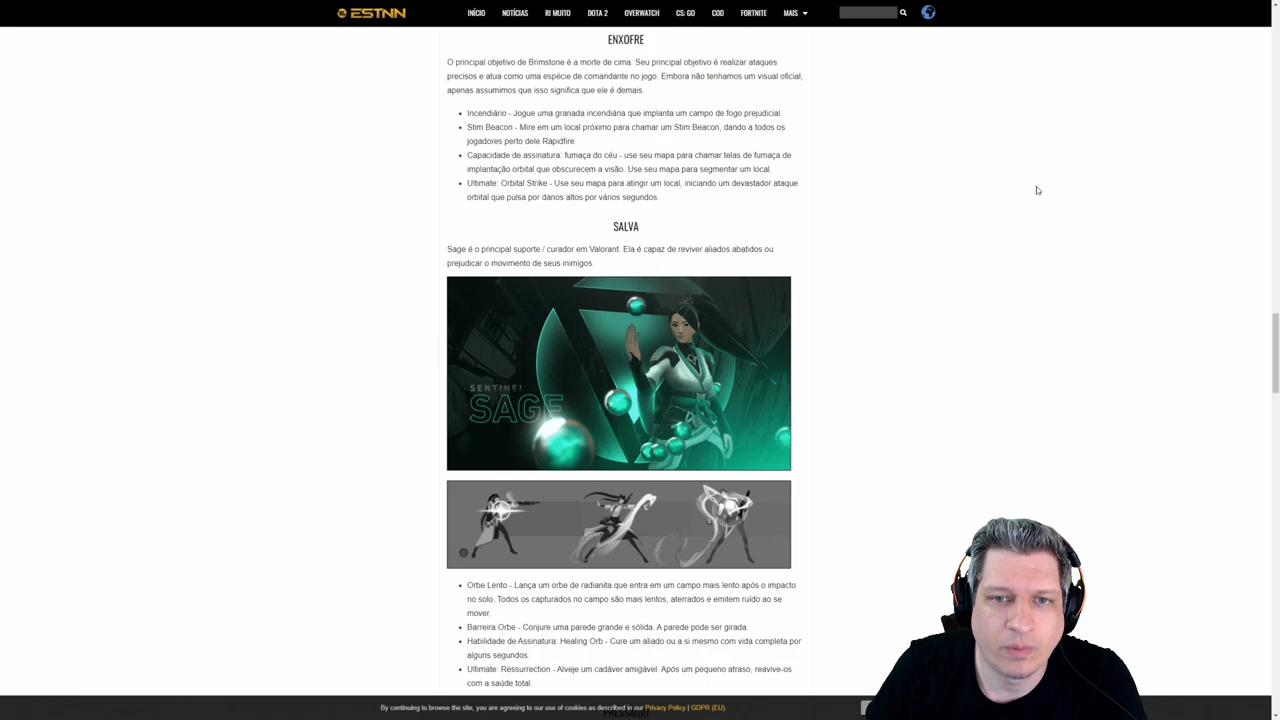 ESTNN
INÍCIO NOTÍCIAS RI MUITO DOTA 2 OVERWATCH CS: GO COD FORTNITE MAIS
ENXOFRE
O principal objetivo de Brimstone é a morte de cima. Seu principal objetivo é realizar ataques
precisos e atua como uma espécie de comandante no jogo. Embora não tenhamos um visual oficial,
apenas assumimos que isso significa que ele é demais.
Incendiário - Jogue uma granada incendiária que implanta um campo de fogo prejudicial.
Stim Beacon - Mire em um local próximo para chamar um Stim Beacon, dando a todos os
jogadores perto dele Rapidfire.
Capacidade de assinatura: fumaça do céu - use seu mapa para chamar telas de fumaça de
implantação orbital que obscurecem a visão. Use seu mapa para segmentar um local.
Ultimate: Orbital Strike - Use seu mapa para atingir um local, iniciando um devastador ataque
orbital que pulsa por danos altos por vários segundos.
SALVA
Sage é o principal suporte / curador em Valorant. Ela é capaz de reviver aliados abatidos ou
prejudicar o movimento de seus inimigos.
SENTINEL
SAGE
Orbe Lento - Lança um orbe de radianita que entra em um campo mais lento após o impacto
no solo. Todos os capturados no campo são mais lentos, aterrados e emitem ruído ao se
mover.
Barreira Orbe - Conjure uma parede grande e sólida. A parede pode ser girada.
Habilidade de Assinatura: Healing Orb - Cure um aliado ou a si mesmo com vida completa por
alguns segundos.
Ultimate: Ressurrection - Alveje um cadáver amigável. Após um pequeno atraso, reavive-os
com a saúde total.
By continuing to browse the site, you are agreeing to our use of cookies as described in our Privacy Policy | GDPR (EU).